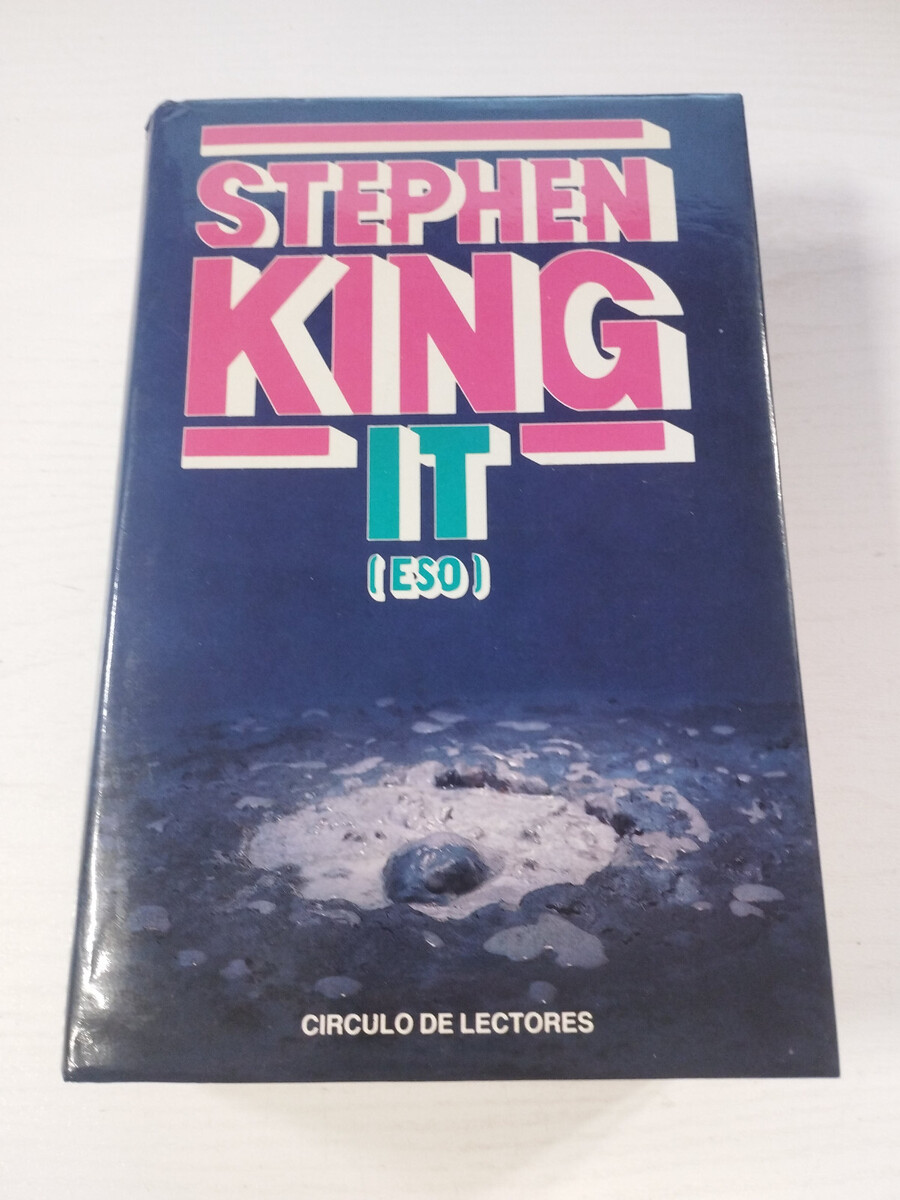 STEPHEN
KING
IT
(ESO)
CIRCULO DE LECTORES